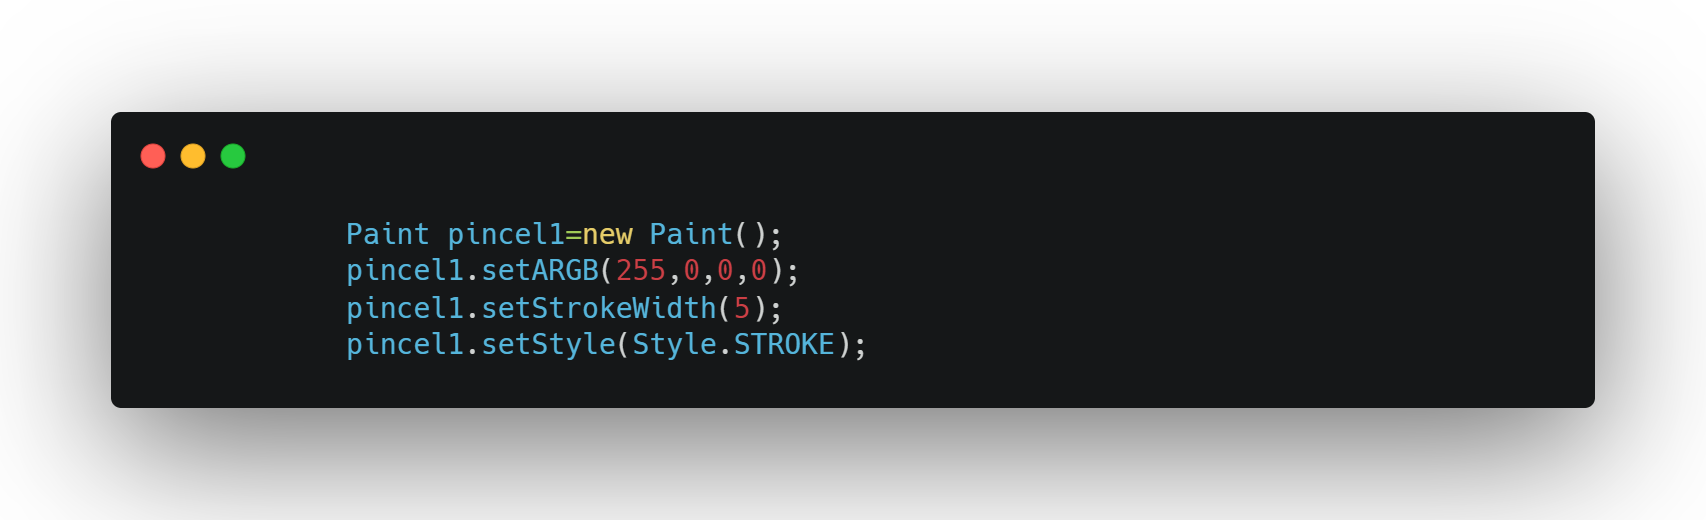 Paint pincel1=new Paint();
pincel1.setARGB(255,0,0,0);
pincel1.setStrokeWidth(5);
pincel1.setStyle(Style.STROKE);